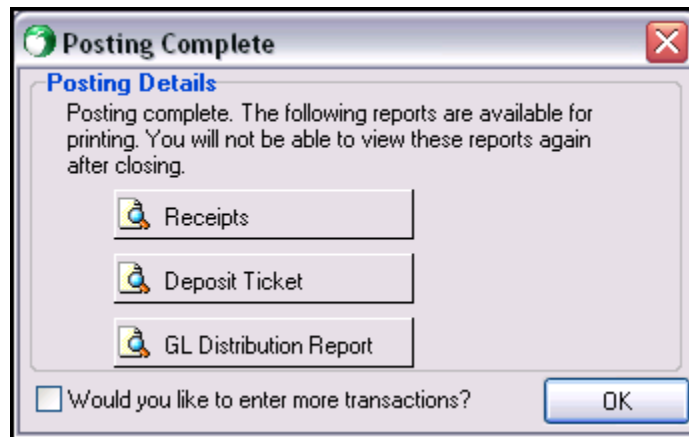 Posting Complete
Posting Details
Posting complete. The following reports are available for
printing. You will not be able to view these reports again
after closing.
Receipts
Deposit Ticket
GL Distribution Report
Would you like to enter more transactions?
OK